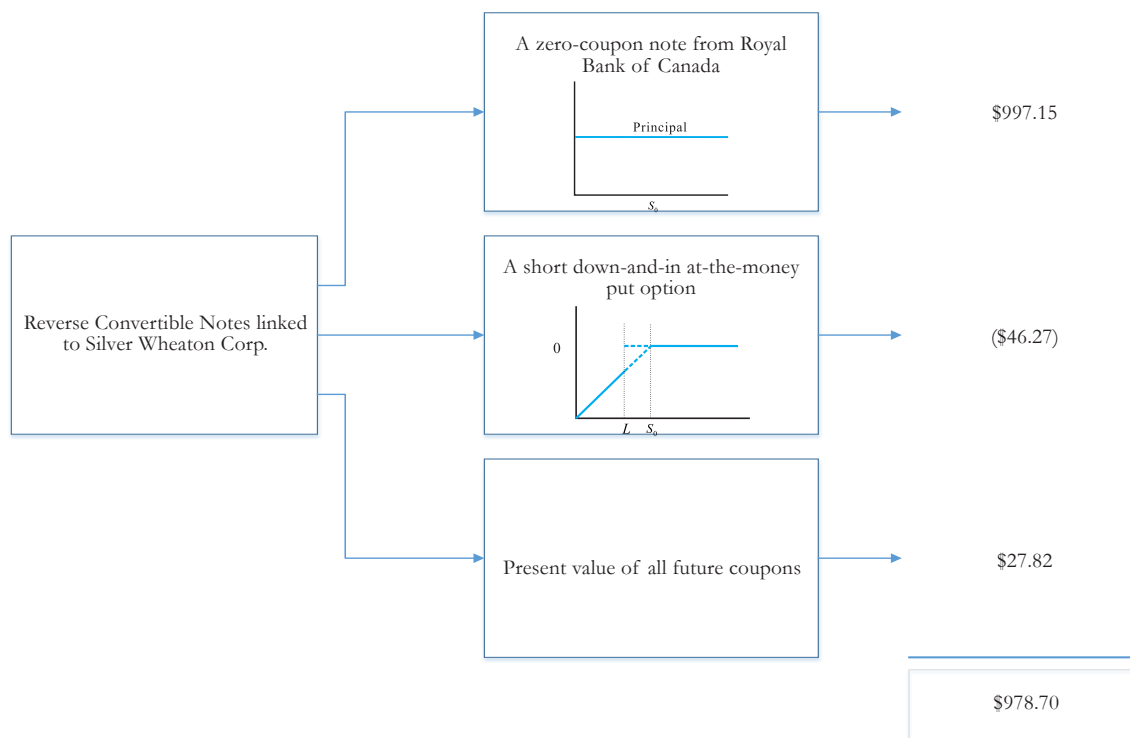 A zero-coupon note from Royal
Bank of Canada
Principal
S₀
$997.15
Reverse Convertible Notes linked
to Silver Wheaton Corp.
A short down-and-in at-the-money
put option
0
L S₀
($46.27)
Present value of all future coupons
$27.82
$978.70